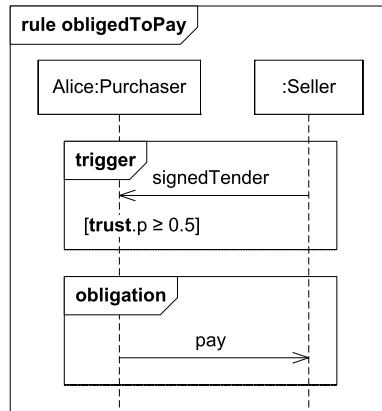 rule obligedToPay
Alice:Purchaser
:Seller
trigger
signedTender
[trust.p ≥ 0.5]
obligation
pay